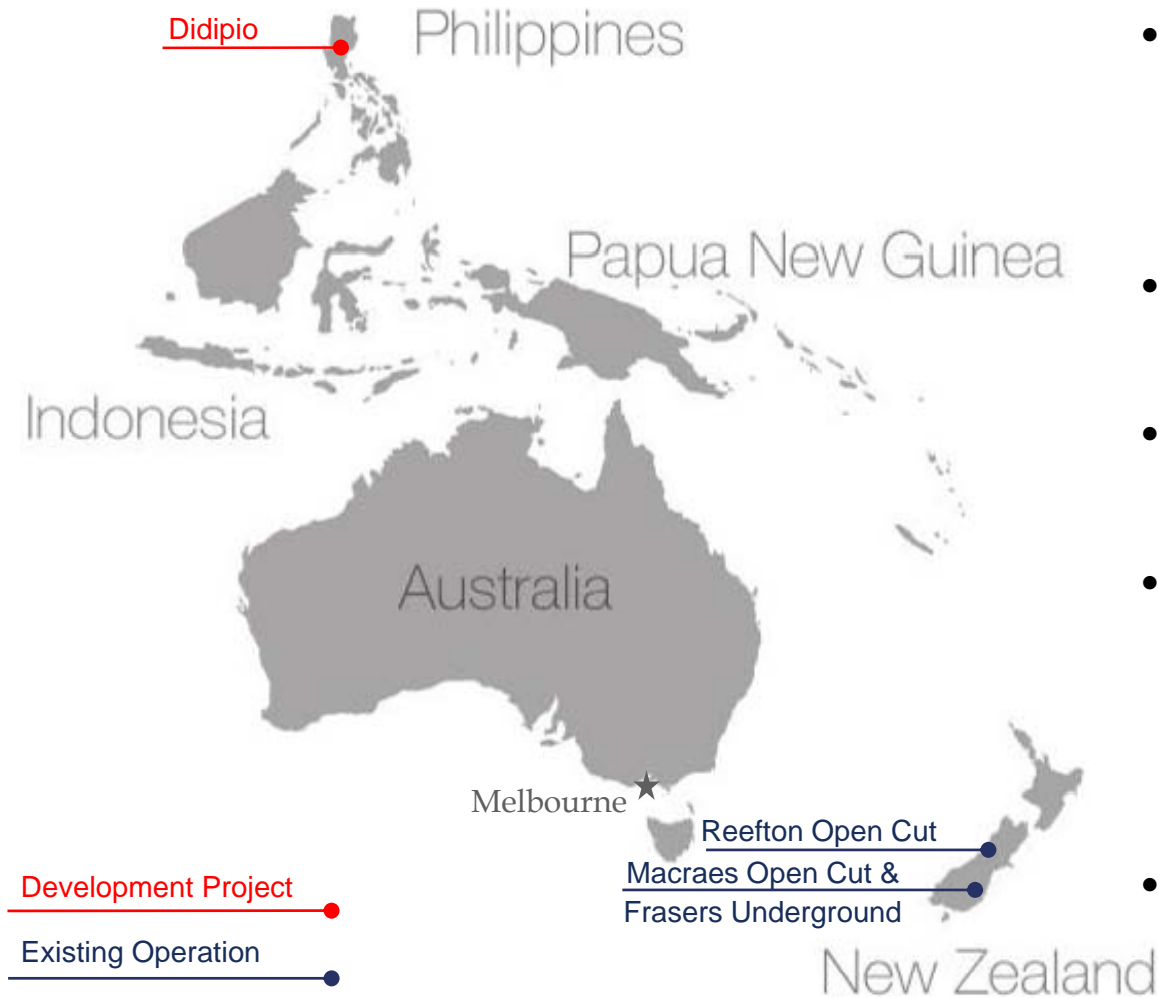 Didipio
Philippines
Papua New Guinea
Indonesia
Australia
Melbourne
Reefton Open Cut
Macraes Open Cut &
Frasers Underground
Development Project
Existing Operation
New Zealand